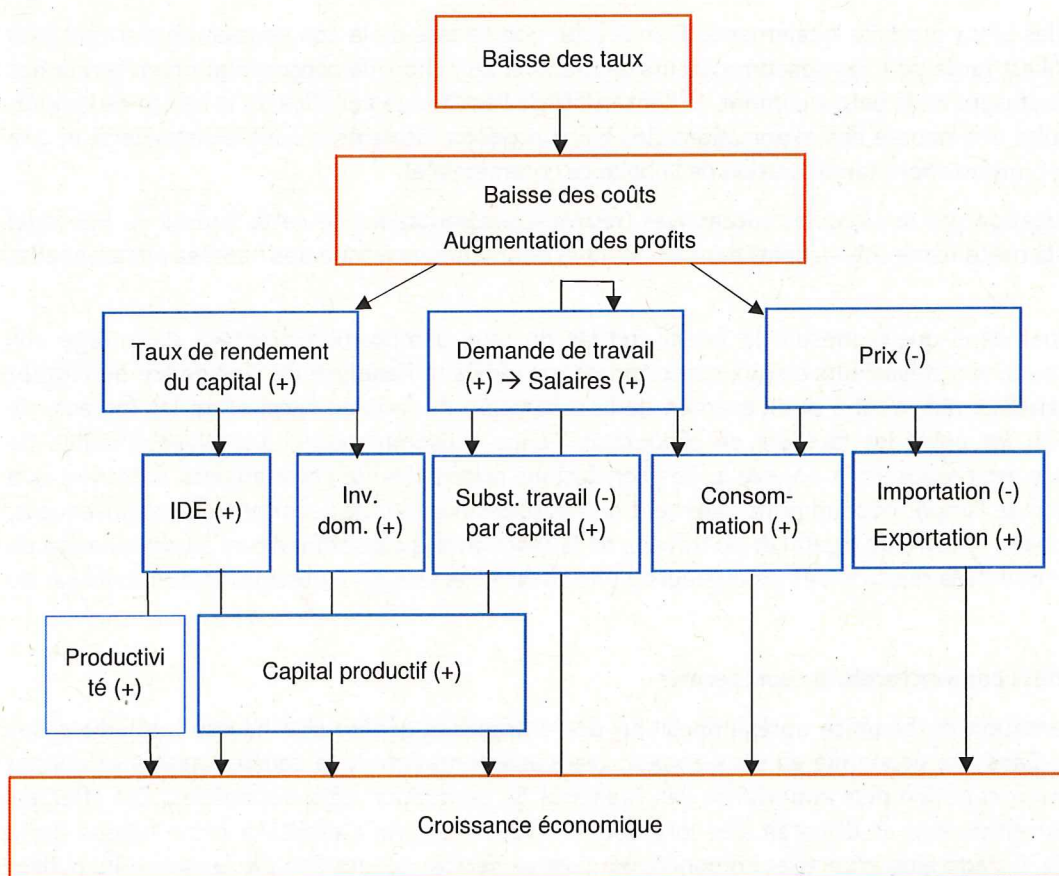 Baisse des taux
Baisse des coûts
Augmentation des profits
Taux de rendement
du capital (+)
Demande de travail
(+) → Salaires (+)
Prix (-)
IDE (+)
Inv.
dom. (+)
Subst. travail (-)
par capital (+)
Consom-
mation (+)
Importation (-)
Exportation (+)
Productivi
té (+)
Capital productif (+)
Croissance économique